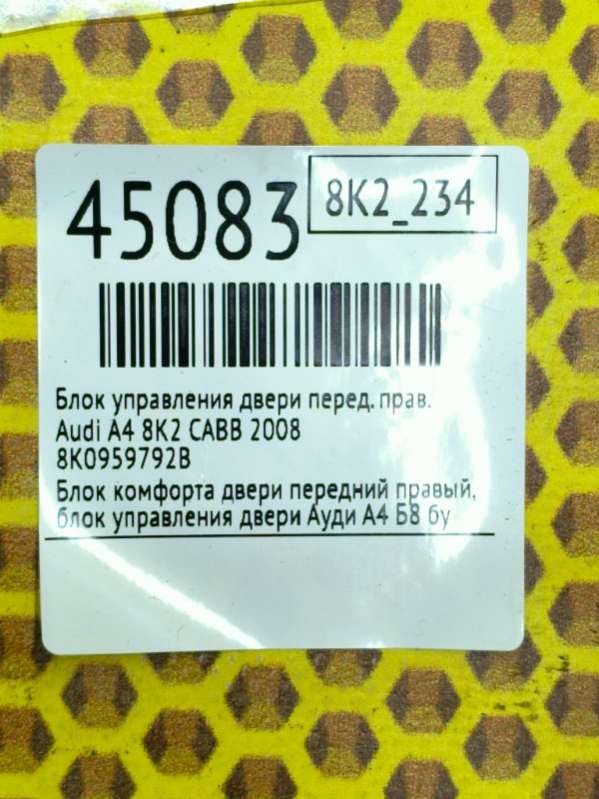 45083
8K2_234
Блок управления двери перед. прав.
Audi A4 8K2 CABB 2008
8K0959792B
Блок комфорта двери передний правый,
блок управления двери Ауди А4 Б8 бу